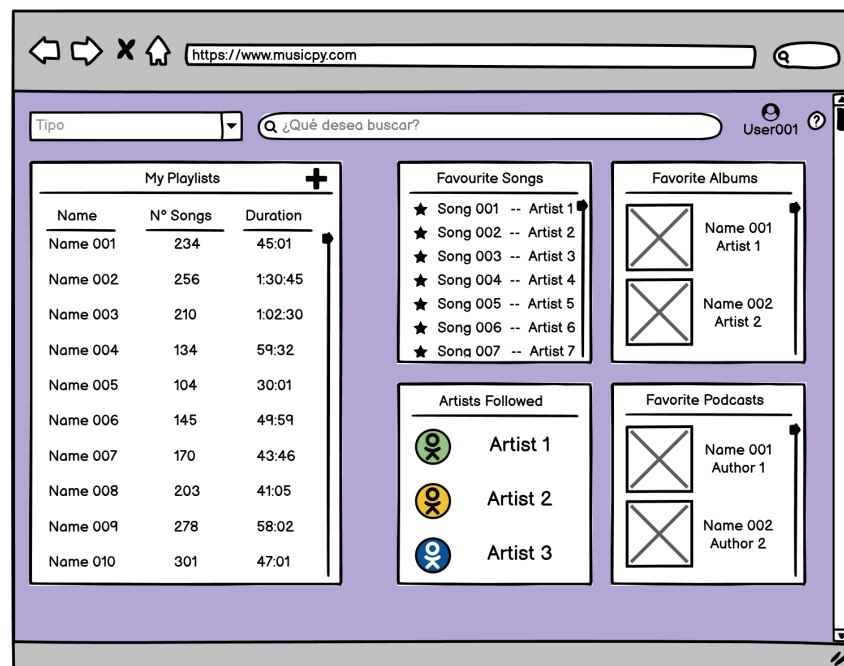 https://www.musicpy.com
Tipo
¿Qué desea buscar?
User001
?
My Playlists
Name Nº Songs Duration
Name 001 234 45:01
Name 002 256 1:30:45
Name 003 210 1:02:30
Name 004 134 59:32
Name 005 104 30:01
Name 006 145 49:59
Name 007 170 43:46
Name 008 203 41:05
Name 009 278 58:02
Name 010 301 47:01
Favourite Songs
Song 001 -- Artist 1
Song 002 -- Artist 2
Song 003 -- Artist 3
Song 004 -- Artist 4
Song 005 -- Artist 5
Song 006 -- Artist 6
Song 007 -- Artist 7
Favorite Albums
Name 001
Artist 1
Name 002
Artist 2
Artists Followed
Artist 1
Artist 2
Artist 3
Favorite Podcasts
Name 001
Author 1
Name 002
Author 2